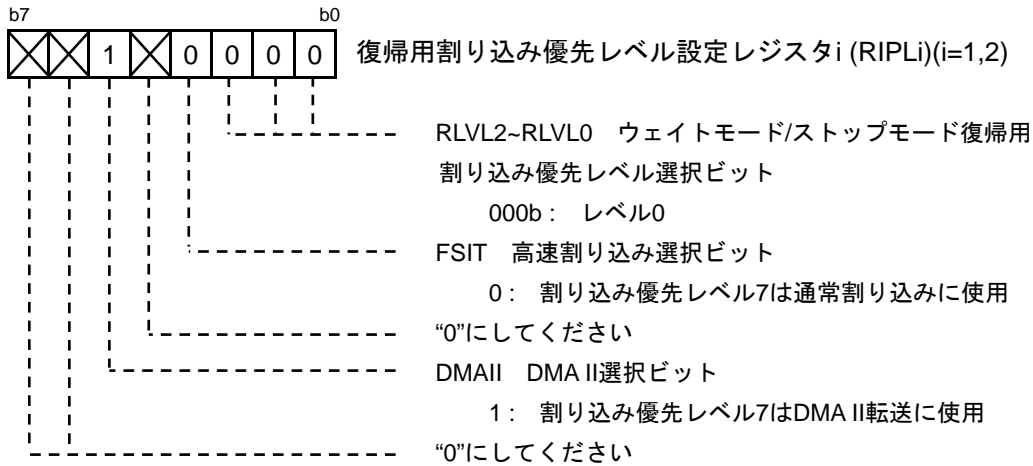 b7 b0
1 0 0 0 0 復帰用割り込み優先レベル設定レジスタi (RIPLi)(i=1,2)
RLVL2~RLVL0 ウェイトモード/ストップモード復帰用
割り込み優先レベル選択ビット
000b : レベル0
FSIT 高速割り込み選択ビット
0 : 割り込み優先レベル7は通常割り込みに使用
“0”にしてください
DMAII DMA II選択ビット
1 : 割り込み優先レベル7はDMA II転送に使用
“0”にしてください